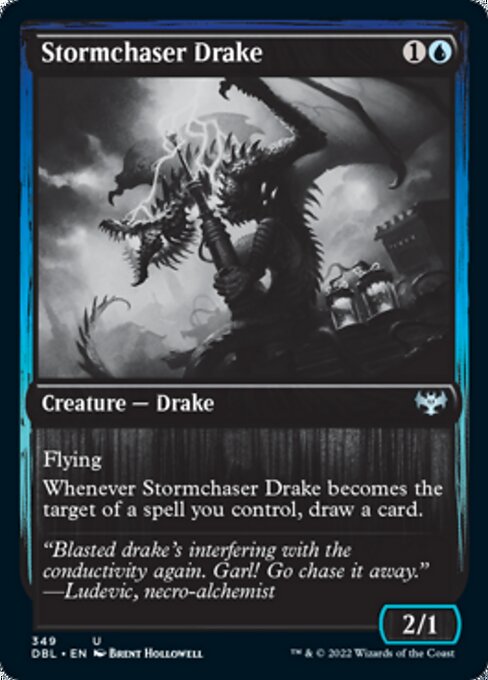 Stormchaser Drake 1
Creature — Drake
Flying
Whenever Stormchaser Drake becomes the
target of a spell you control, draw a card.
“Blasted drake’s interfering with the
conductivity again. Garl! Go chase it away.”
—Ludevic, necro-alchemist
2/1
349 U
DBL • EN Brent Hollowell
™ & © 2022 Wizards of the Coast